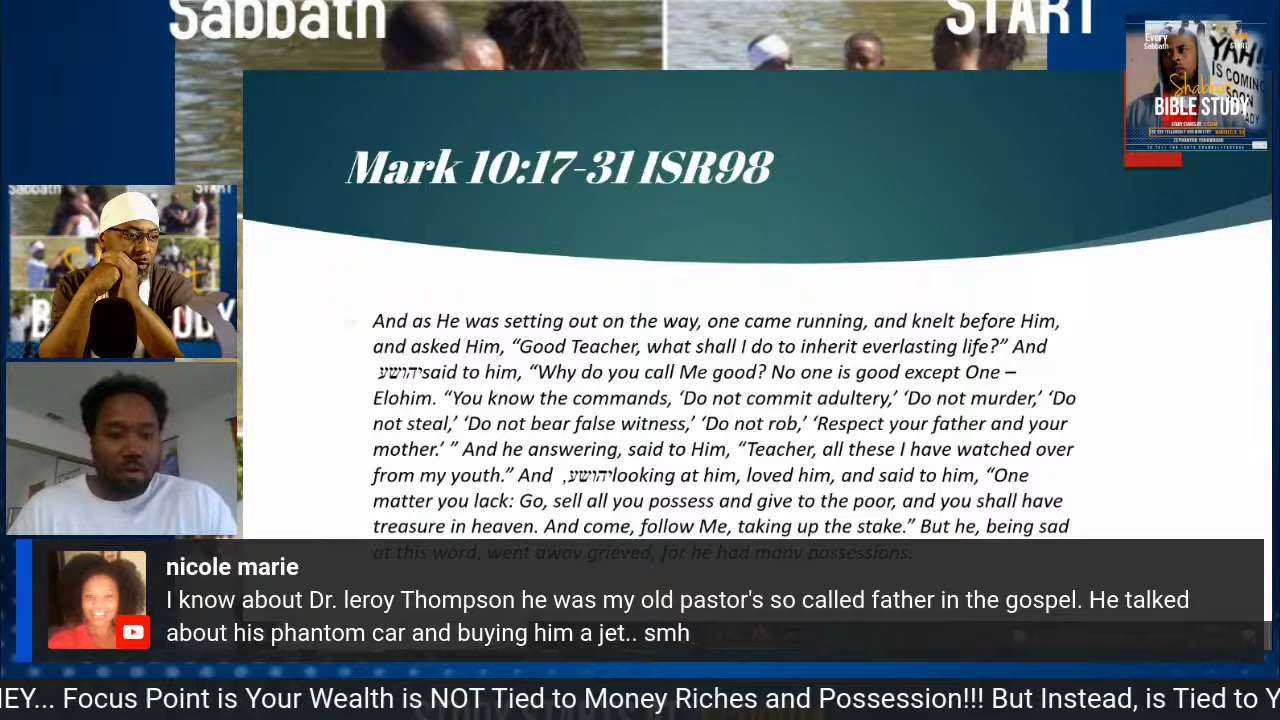 Sabbath
START
Every
Sabbath
START
YAH!
IS COMING
SOON
Shabbat
BIBLE STUDY
Mark 10:17-31 ISR98
START
And as He was setting out on the way, one came running, and knelt before Him,
and asked Him, “Good Teacher, what shall I do to inherit everlasting life?” And
יהושע said to him, “Why do you call Me good? No one is good except One –
Elohim. “You know the commands, ‘Do not commit adultery,’ ‘Do not murder,’ ‘Do
not steal,’ ‘Do not bear false witness,’ ‘Do not rob,’ ‘Respect your father and your
mother.’ ” And he answering, said to Him, “Teacher, all these I have watched over
from my youth.” And יהושע, looking at him, loved him, and said to him, “One
matter you lack: Go, sell all you possess and give to the poor, and you shall have
treasure in heaven. And come, follow Me, taking up the stake.” But he, being sad
at this word, went away grieved, for he had many possessions.
nicole marie
I know about Dr. leroy Thompson he was my old pastor's so called father in the gospel. He talked
about his phantom car and buying him a jet.. smh
EY... Focus Point is Your Wealth is NOT Tied to Money Riches and Possession!!! But Instead, is Tied to Y